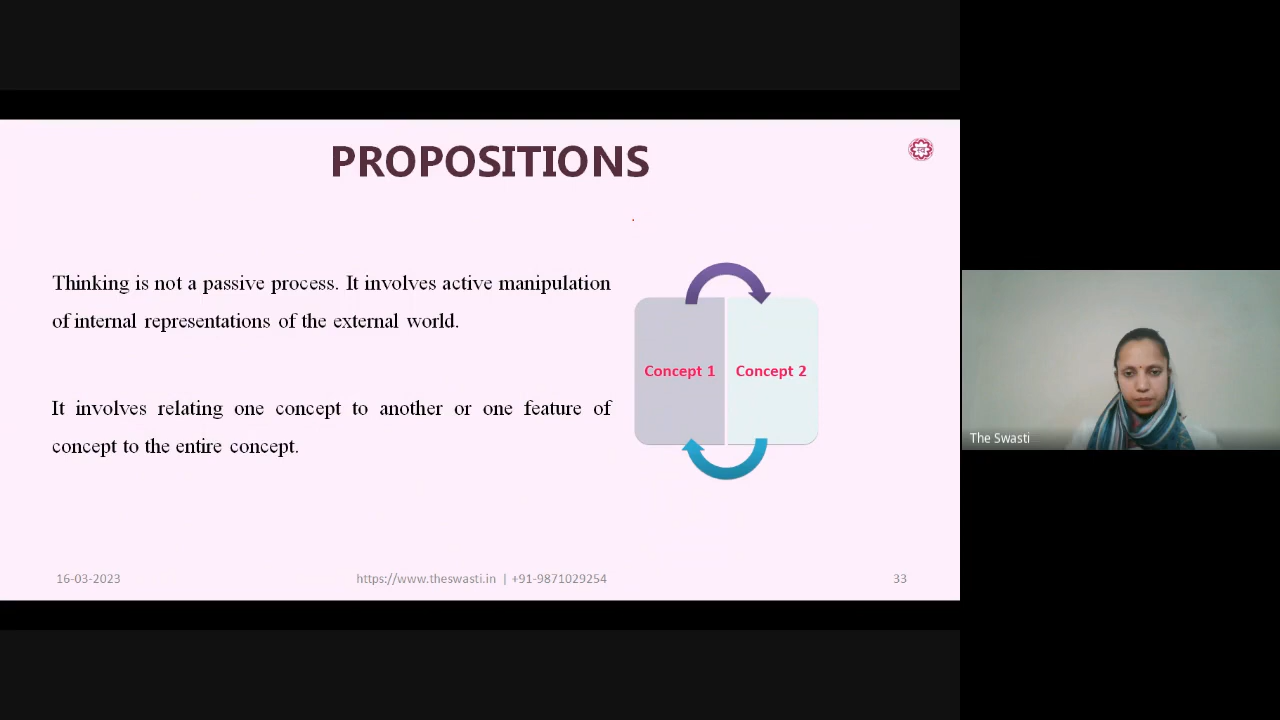 PROPOSITIONS
Thinking is not a passive process. It involves active manipulation
of internal representations of the external world.
It involves relating one concept to another or one feature of
concept to the entire concept.
Concept 1
Concept 2
The Swasti
16-03-2023
https://www.theswasti.in | +91-9871029254
33